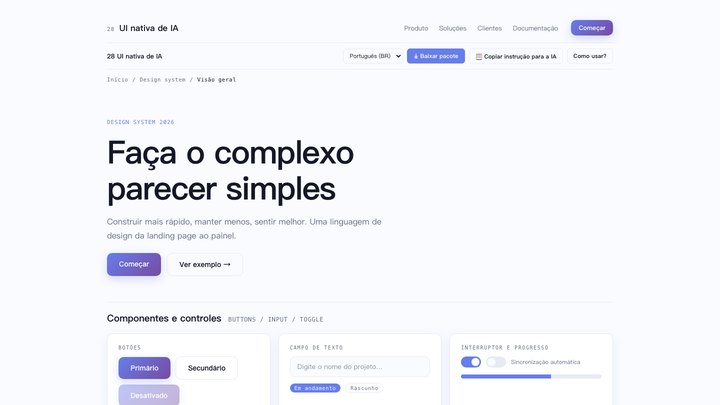 28 UI nativa de IA
Produto Soluções Clientes Documentação Começar
28 UI nativa de IA
Português (BR) ↓ Baixar pacote 📋 Copiar instrução para a IA Como usar?
Início / Design system / Visão geral
DESIGN SYSTEM 2026
Faça o complexo
parecer simples
Construir mais rápido, manter menos, sentir melhor. Uma linguagem de
design da landing page ao painel.
Começar Ver exemplo →
Componentes e controles BUTTONS / INPUT / TOGGLE
BOTÕES
Primário Secundário
Desativado
CAMPO DE TEXTO
Digite o nome do projeto...
Em andamento Rascunho
INTERRUPTOR E PROGRESSO
Sincronização automática